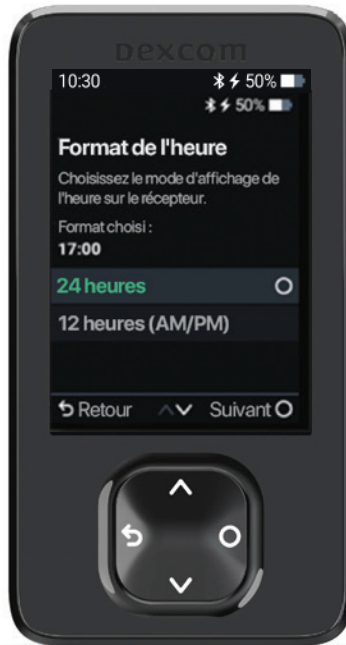 Dexcom
10:30 50%
50%
Format de l'heure
Choisissez le mode d'affichage de
l'heure sur le récepteur.
Format choisi :
17:00
24 heures
12 heures (AM/PM)
Retour Suivant